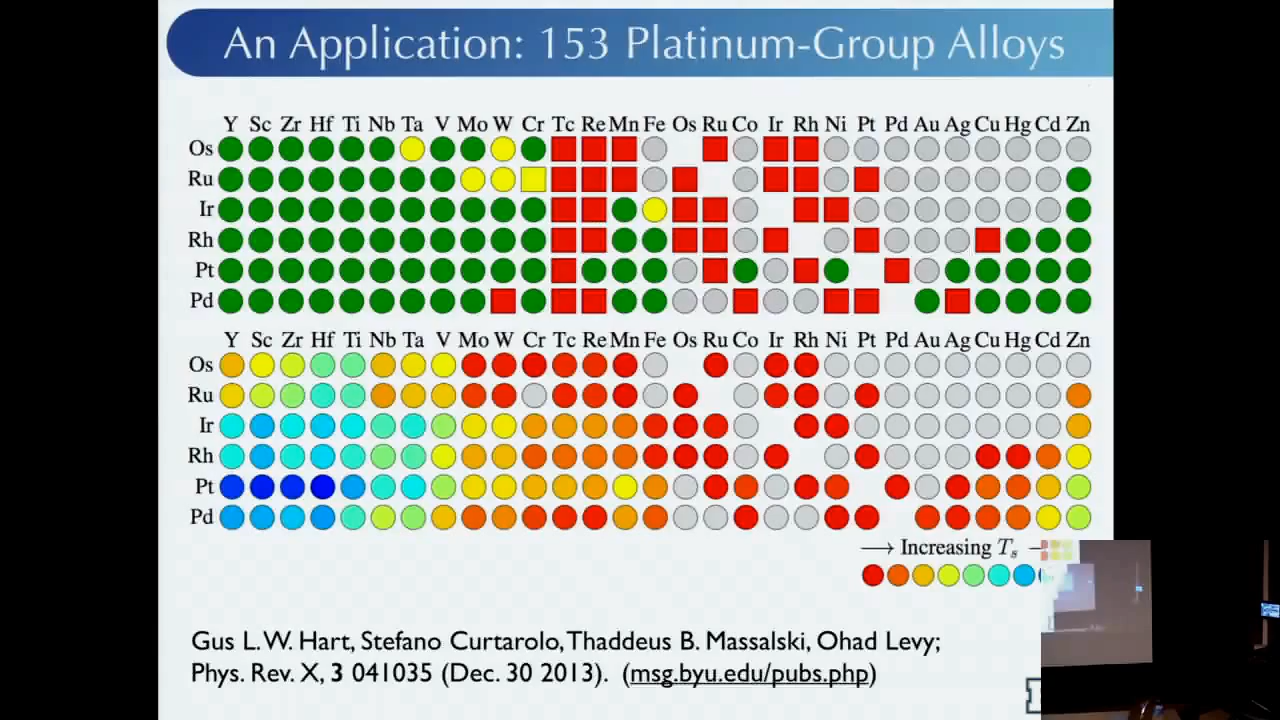 An Application: 153 Platinum-Group Alloys
Y Sc Zr Hf Ti Nb Ta V Mo W Cr Tc Re Mn Fe Os Ru Co Ir Rh Ni Pt Pd Au Ag Cu Hg Cd Zn
Os
Ru
Ir
Rh
Pt
Pd
Y Sc Zr Hf Ti Nb Ta V Mo W Cr Tc Re Mn Fe Os Ru Co Ir Rh Ni Pt Pd Au Ag Cu Hg Cd Zn
Os
Ru
Ir
Rh
Pt
Pd
→ Increasing Ts
Gus L.W. Hart, Stefano Curtarolo, Thaddeus B. Massalski, Ohad Levy;
Phys. Rev. X, 3 041035 (Dec. 30 2013). (msg.byu.edu/pubs.php)